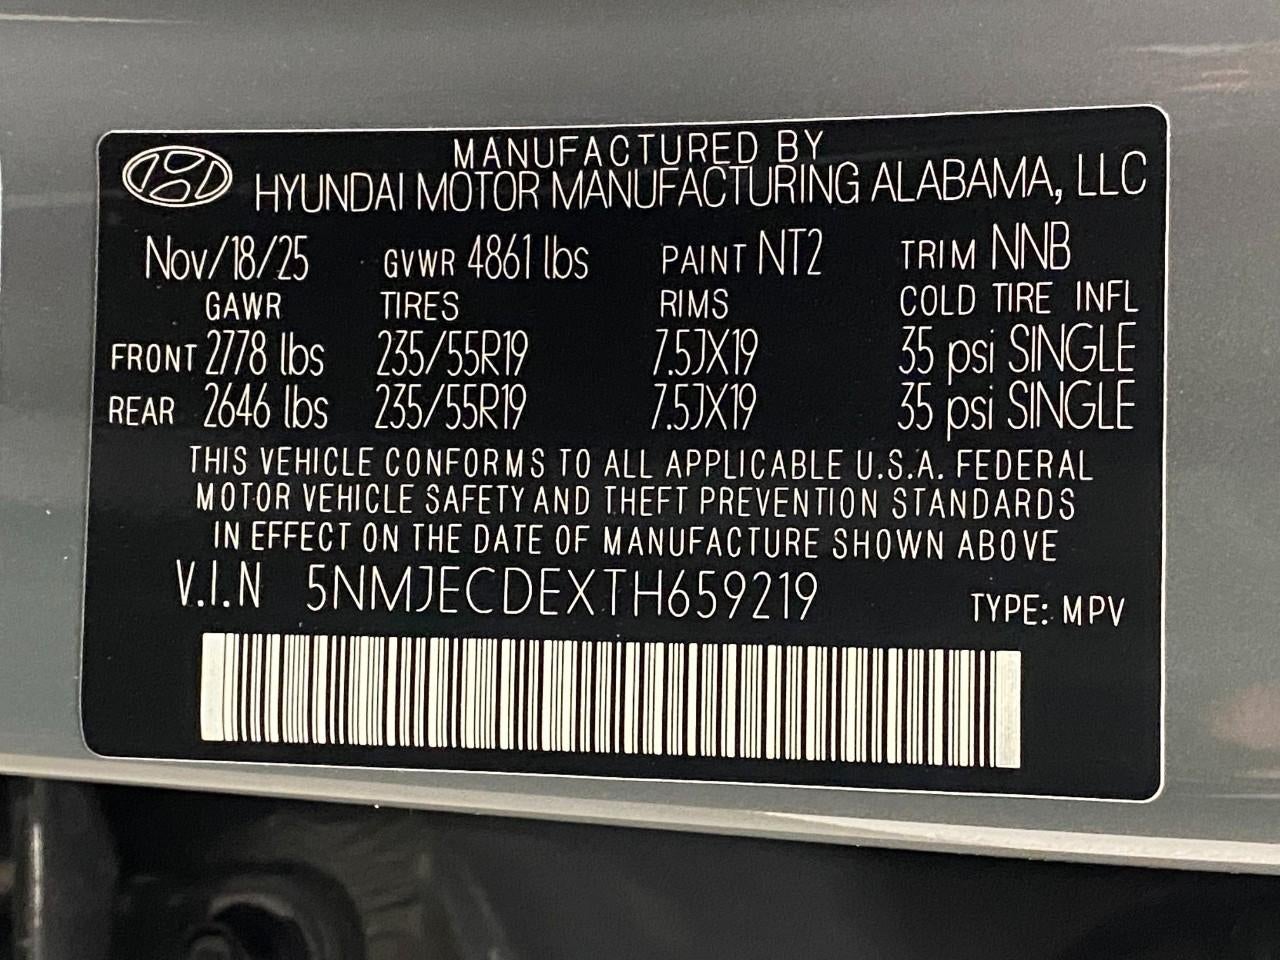 MANUFACTURED BY
HYUNDAI MOTOR MANUFACTURING ALABAMA, LLC
Nov/18/25 GVWR 4861 lbs PAINT NT2 TRIM NNB
GAWR TIRES RIMS COLD TIRE INFL
FRONT 2778 lbs 235/55R19 7.5JX19 35 psi SINGLE
REAR 2646 lbs 235/55R19 7.5JX19 35 psi SINGLE
THIS VEHICLE CONFORMS TO ALL APPLICABLE U.S.A. FEDERAL
MOTOR VEHICLE SAFETY AND THEFT PREVENTION STANDARDS
IN EFFECT ON THE DATE OF MANUFACTURE SHOWN ABOVE
V.I.N 5NMJECDEXTH659219 TYPE: MPV